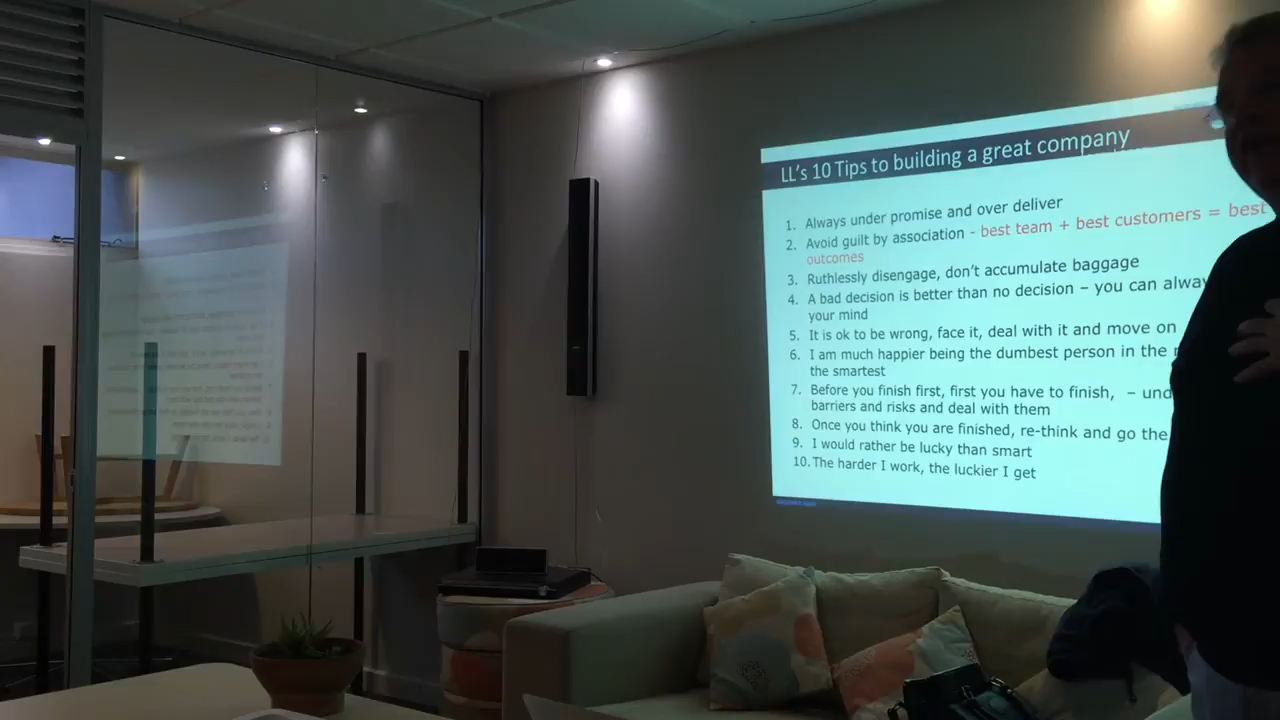 LL's 10 Tips to building a great company
1. Always under promise and over deliver
2. Avoid guilt by association - best team + best customers = best
outcomes
3. Ruthlessly disengage, don't accumulate baggage
4. A bad decision is better than no decision – you can alway
your mind
5. It is ok to be wrong, face it, deal with it and move on
6. I am much happier being the dumbest person in the
the smartest
7. Before you finish first, first you have to finish, – und
barriers and risks and deal with them
8. Once you think you are finished, re-think and go the
9. I would rather be lucky than smart
10. The harder I work, the luckier I get